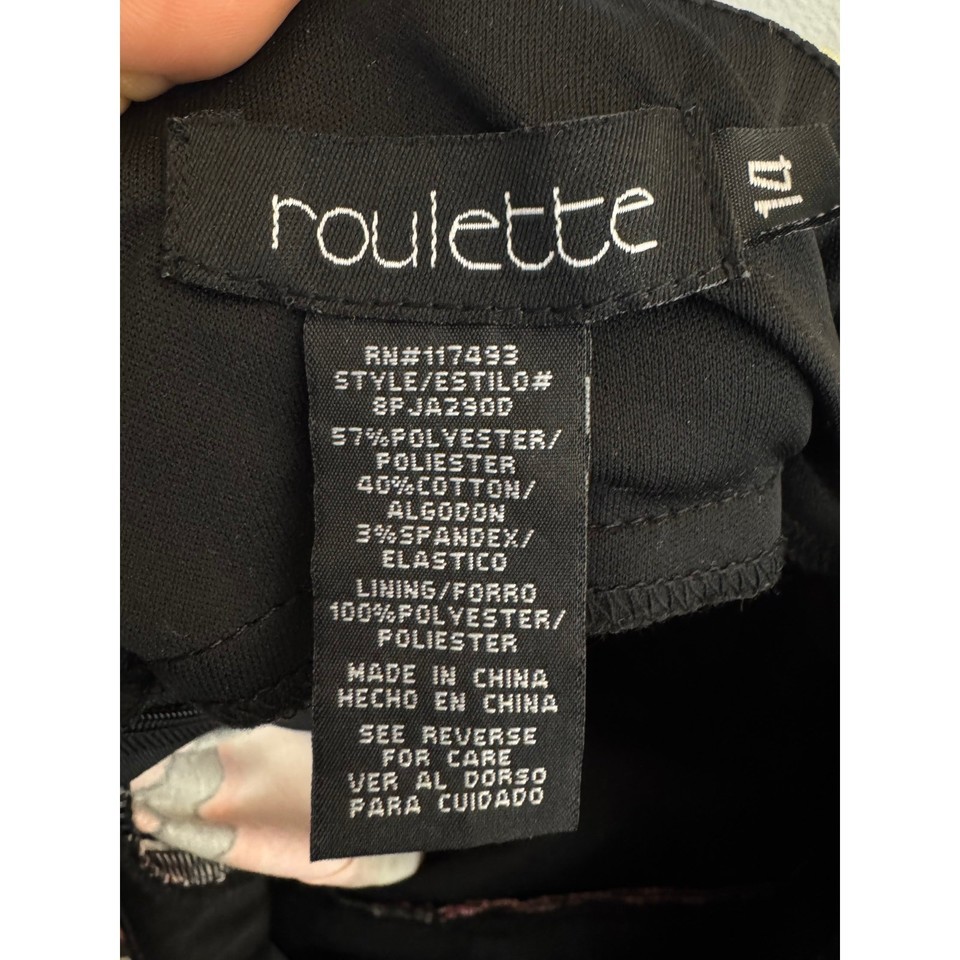 roulette
14
RN#117493
STYLE/ESTILO#
8PJA290D
57%POLYESTER/
POLIESTER
40%COTTON/
ALGODON
3%SPANDEX/
ELASTICO
LINING/FORRO
100%POLYESTER/
POLIESTER
MADE IN CHINA
HECHO EN CHINA
SEE REVERSE
FOR CARE
VER AL DORSO
PARA CUIDADO